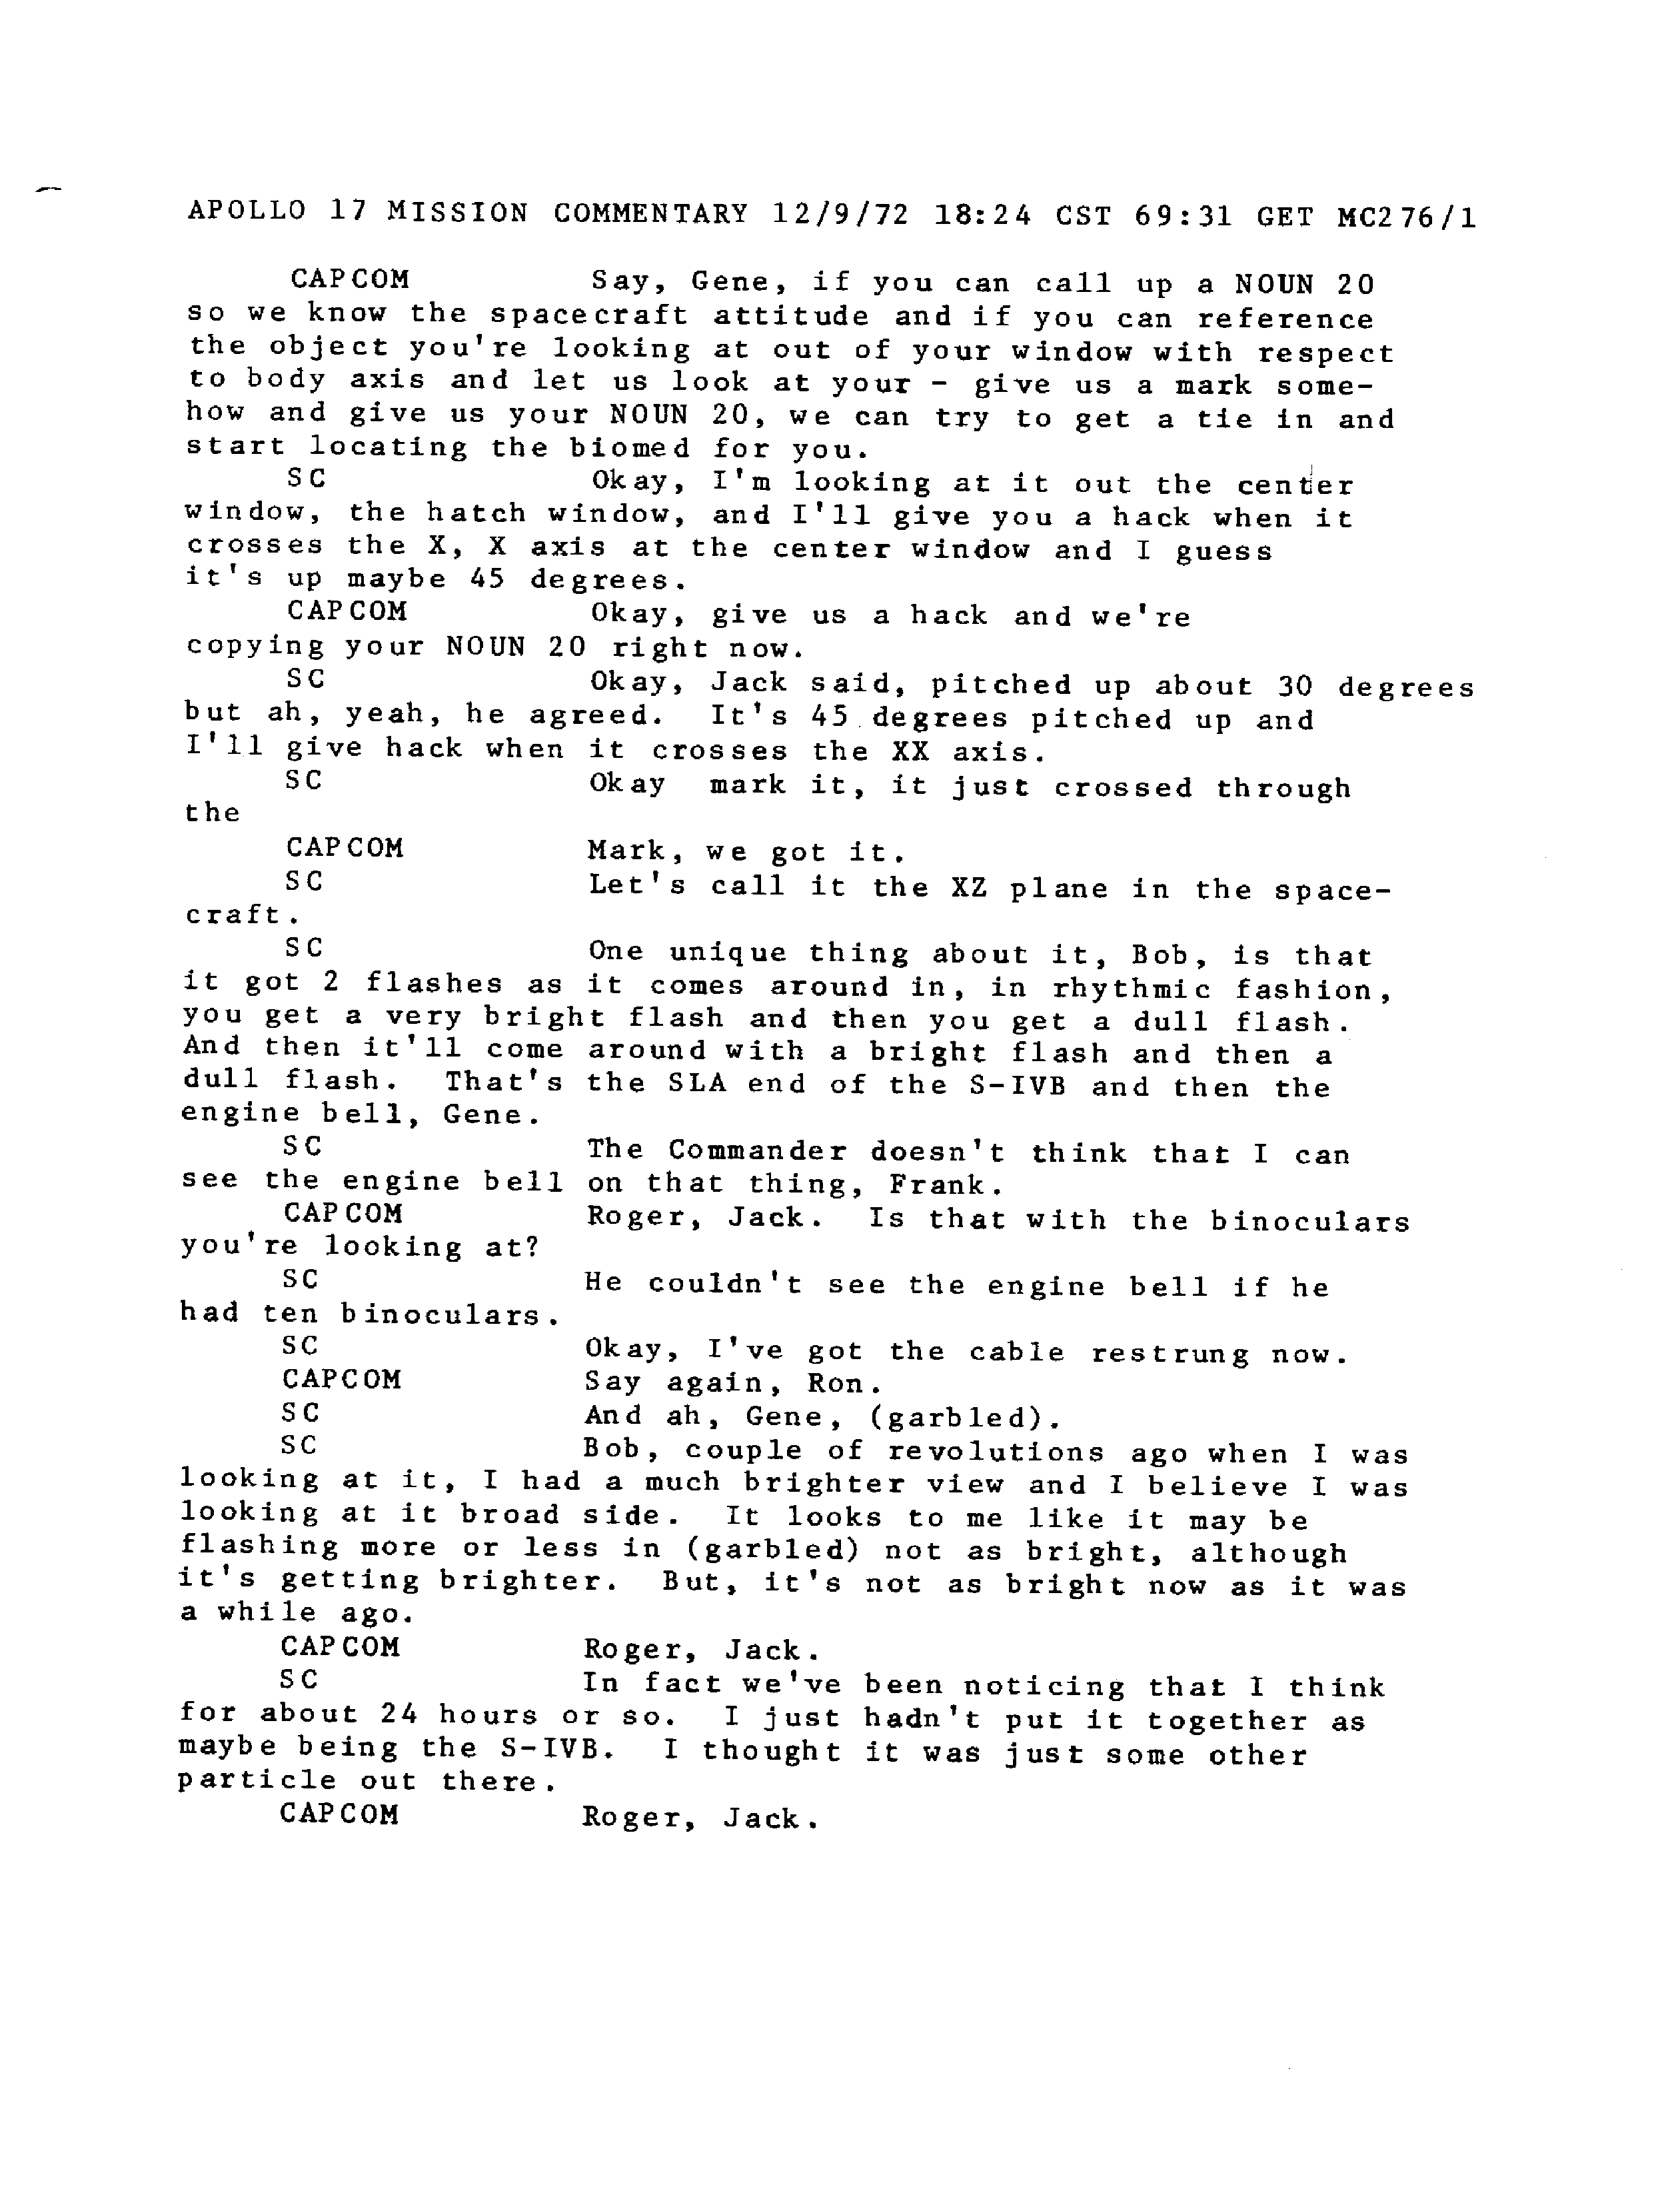 APOLLO 17 MISSION COMMENTARY 12/9/72 18:24 CST 69:31 GET MC276/1
CAPCOM Say, Gene, if you can call up a NOUN 20
so we know the spacecraft attitude and if you can reference
the object you're looking at out of your window with respect
to body axis and let us look at your - give us a mark some-
how and give us your NOUN 20, we can try to get a tie in and
start locating the biomed for you.
SC Okay, I'm looking at it out the center
window, the hatch window, and I'll give you a hack when it
crosses the X, X axis at the center window and I guess
it's up maybe 45 degrees.
CAPCOM Okay, give us a hack and we're
copying your NOUN 20 right now.
SC Okay, Jack said, pitched up about 30 degrees
but ah, yeah, he agreed. It's 45 degrees pitched up and
I'll give hack when it crosses the XX axis.
SC Okay mark it, it just crossed through
the
CAPCOM Mark, we got it.
SC Let's call it the XZ plane in the space-
craft.
SC One unique thing about it, Bob, is that
it got 2 flashes as it comes around in, in rhythmic fashion,
you get a very bright flash and then you get a dull flash.
And then it'll come around with a bright flash and then a
dull flash. That's the SLA end of the S-IVB and then the
engine bell, Gene.
SC The Commander doesn't think that I can
see the engine bell on that thing, Frank.
CAPCOM Roger, Jack. Is that with the binoculars
you're looking at?
SC He couldn't see the engine bell if he
had ten binoculars.
SC Okay, I've got the cable restrung now.
CAPCOM Say again, Ron.
SC And ah, Gene, (garbled).
SC Bob, couple of revolutions ago when I was
looking at it, I had a much brighter view and I believe I was
looking at it broad side. It looks to me like it may be
flashing more or less in (garbled) not as bright, although
it's getting brighter. But, it's not as bright now as it was
a while ago.
CAPCOM Roger, Jack.
SC In fact we've been noticing that I think
for about 24 hours or so. I just hadn't put it together as
maybe being the S-IVB. I thought it was just some other
particle out there.
CAPCOM Roger, Jack.